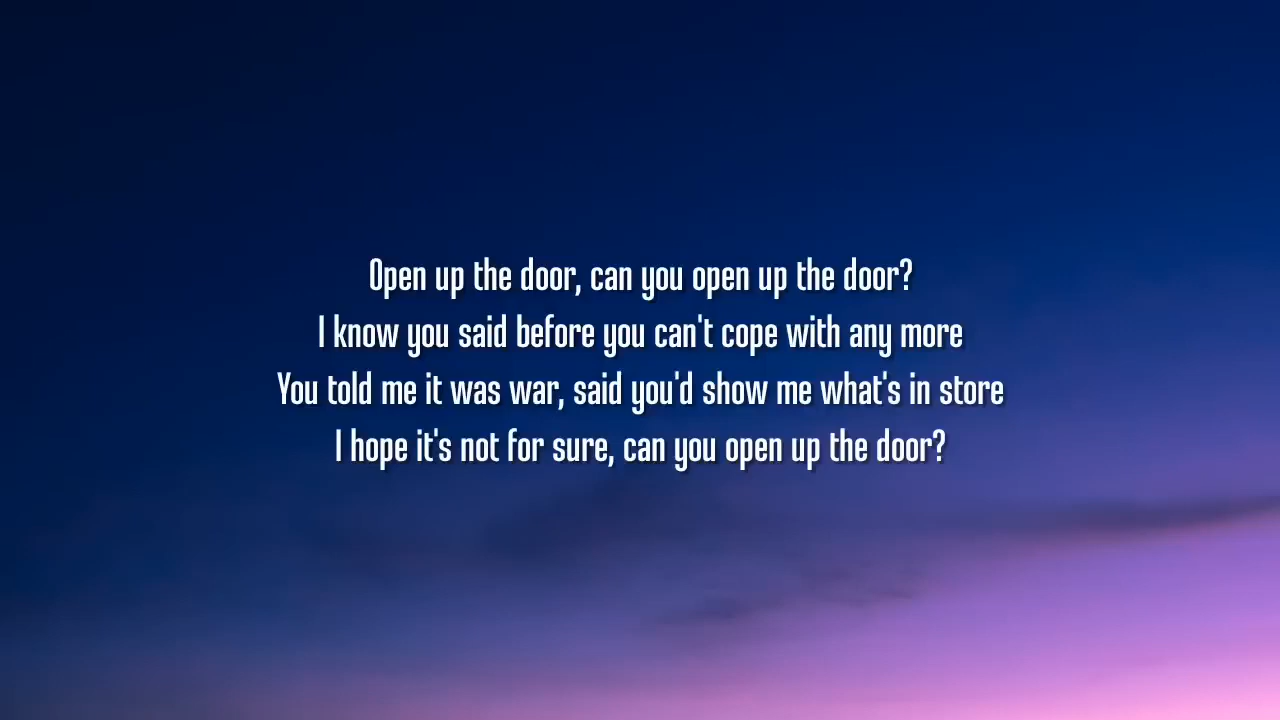 Open up the door, can you open up the door?
I know you said before you can't cope with any more
You told me it was war, said you'd show me what's in store
I hope it's not for sure, can you open up the door?